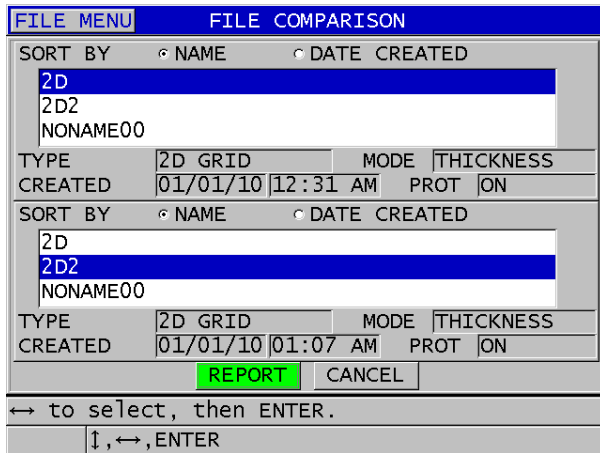 FILE MENU FILE COMPARISON
SORT BY NAME DATE CREATED
2D
2D2
NONAME00
TYPE 2D GRID MODE THICKNESS
CREATED 01/01/10 12:31 AM PROT ON
SORT BY NAME DATE CREATED
2D
2D2
NONAME00
TYPE 2D GRID MODE THICKNESS
CREATED 01/01/10 01:07 AM PROT ON
REPORT CANCEL
↔ to select, then ENTER.
↕,↔,ENTER